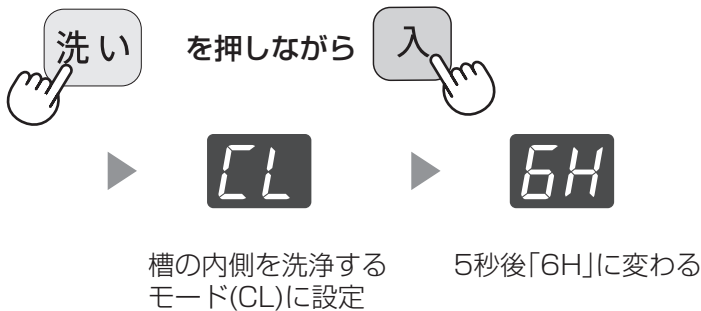 洗い を押しながら 入
CL 6H
槽の内側を洗浄する
モード(CL)に設定
5秒後「6H」に変わる